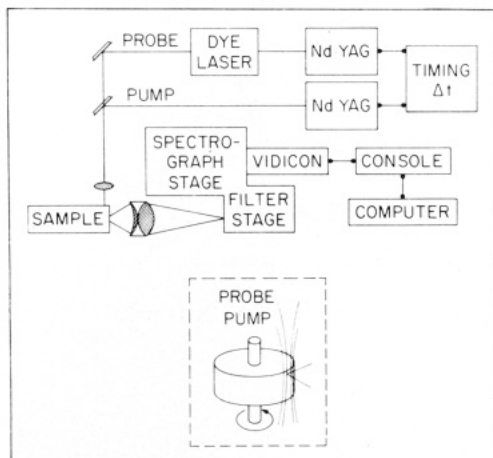 PROBE
DYE
LASER
Nd YAG
TIMING
Δt
PUMP
Nd YAG
SPECTRO-
GRAPH
STAGE
VIDICON
CONSOLE
FILTER
STAGE
COMPUTER
SAMPLE
PROBE
PUMP